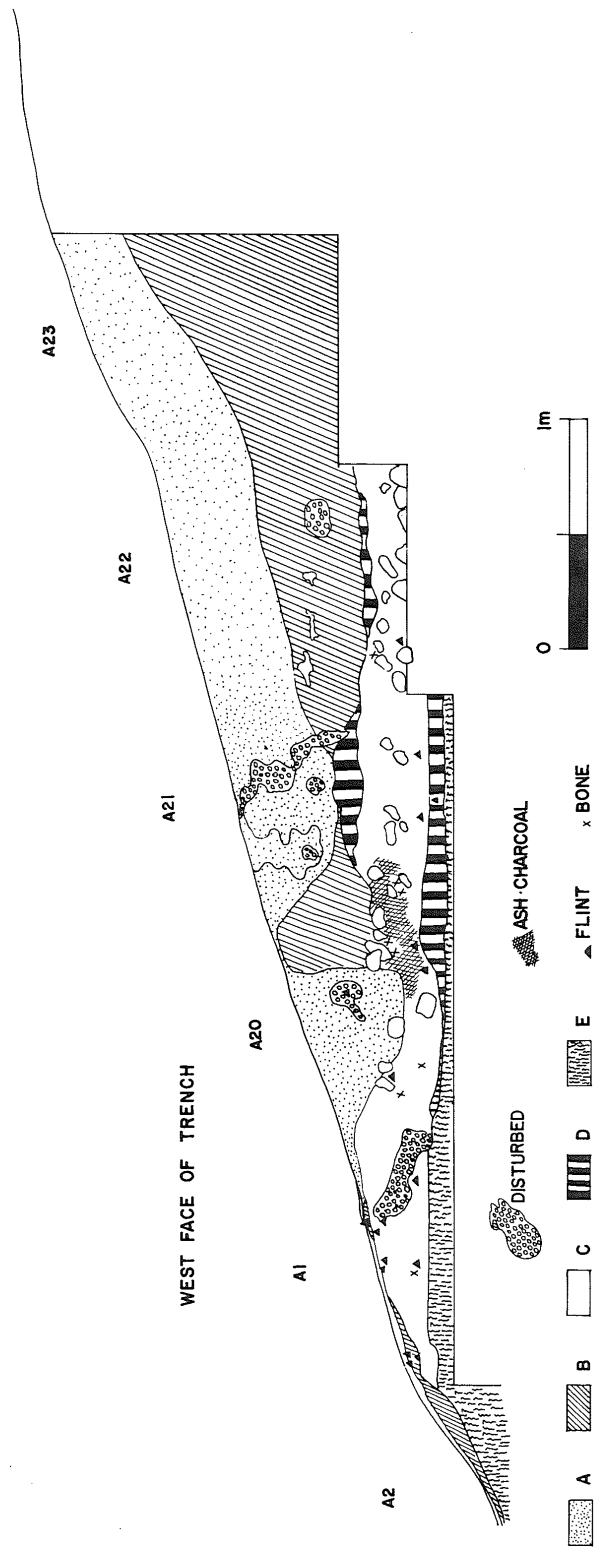 WEST FACE OF TRENCH
A2
A1
A20
A21
A22
A23
DISTURBED
ASH·CHARCOAL
0
1m
A
B
C
D
E
FLINT
x BONE